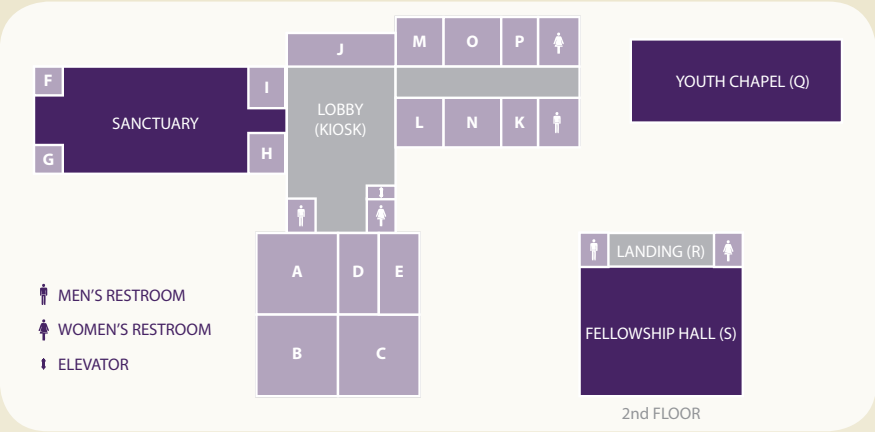 M O P
J
YOUTH CHAPEL (Q)
F
I
LOBBY
(KIOSK)
SANCTUARY
L N K
G
H
LANDING (R)
A D E
MEN'S RESTROOM
WOMEN'S RESTROOM
FELLOWSHIP HALL (S)
B C
ELEVATOR
2nd FLOOR